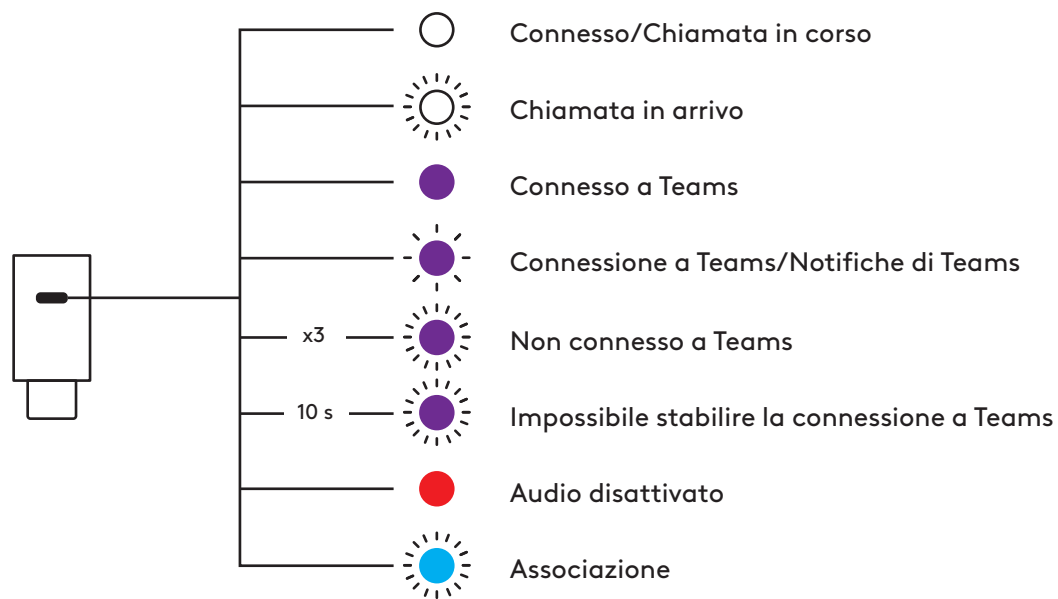 Connesso/Chiamata in corso
Chiamata in arrivo
Connesso a Teams
Connessione a Teams/Notifiche di Teams
x3 Non connesso a Teams
10 s Impossibile stabilire la connessione a Teams
Audio disattivato
Associazione